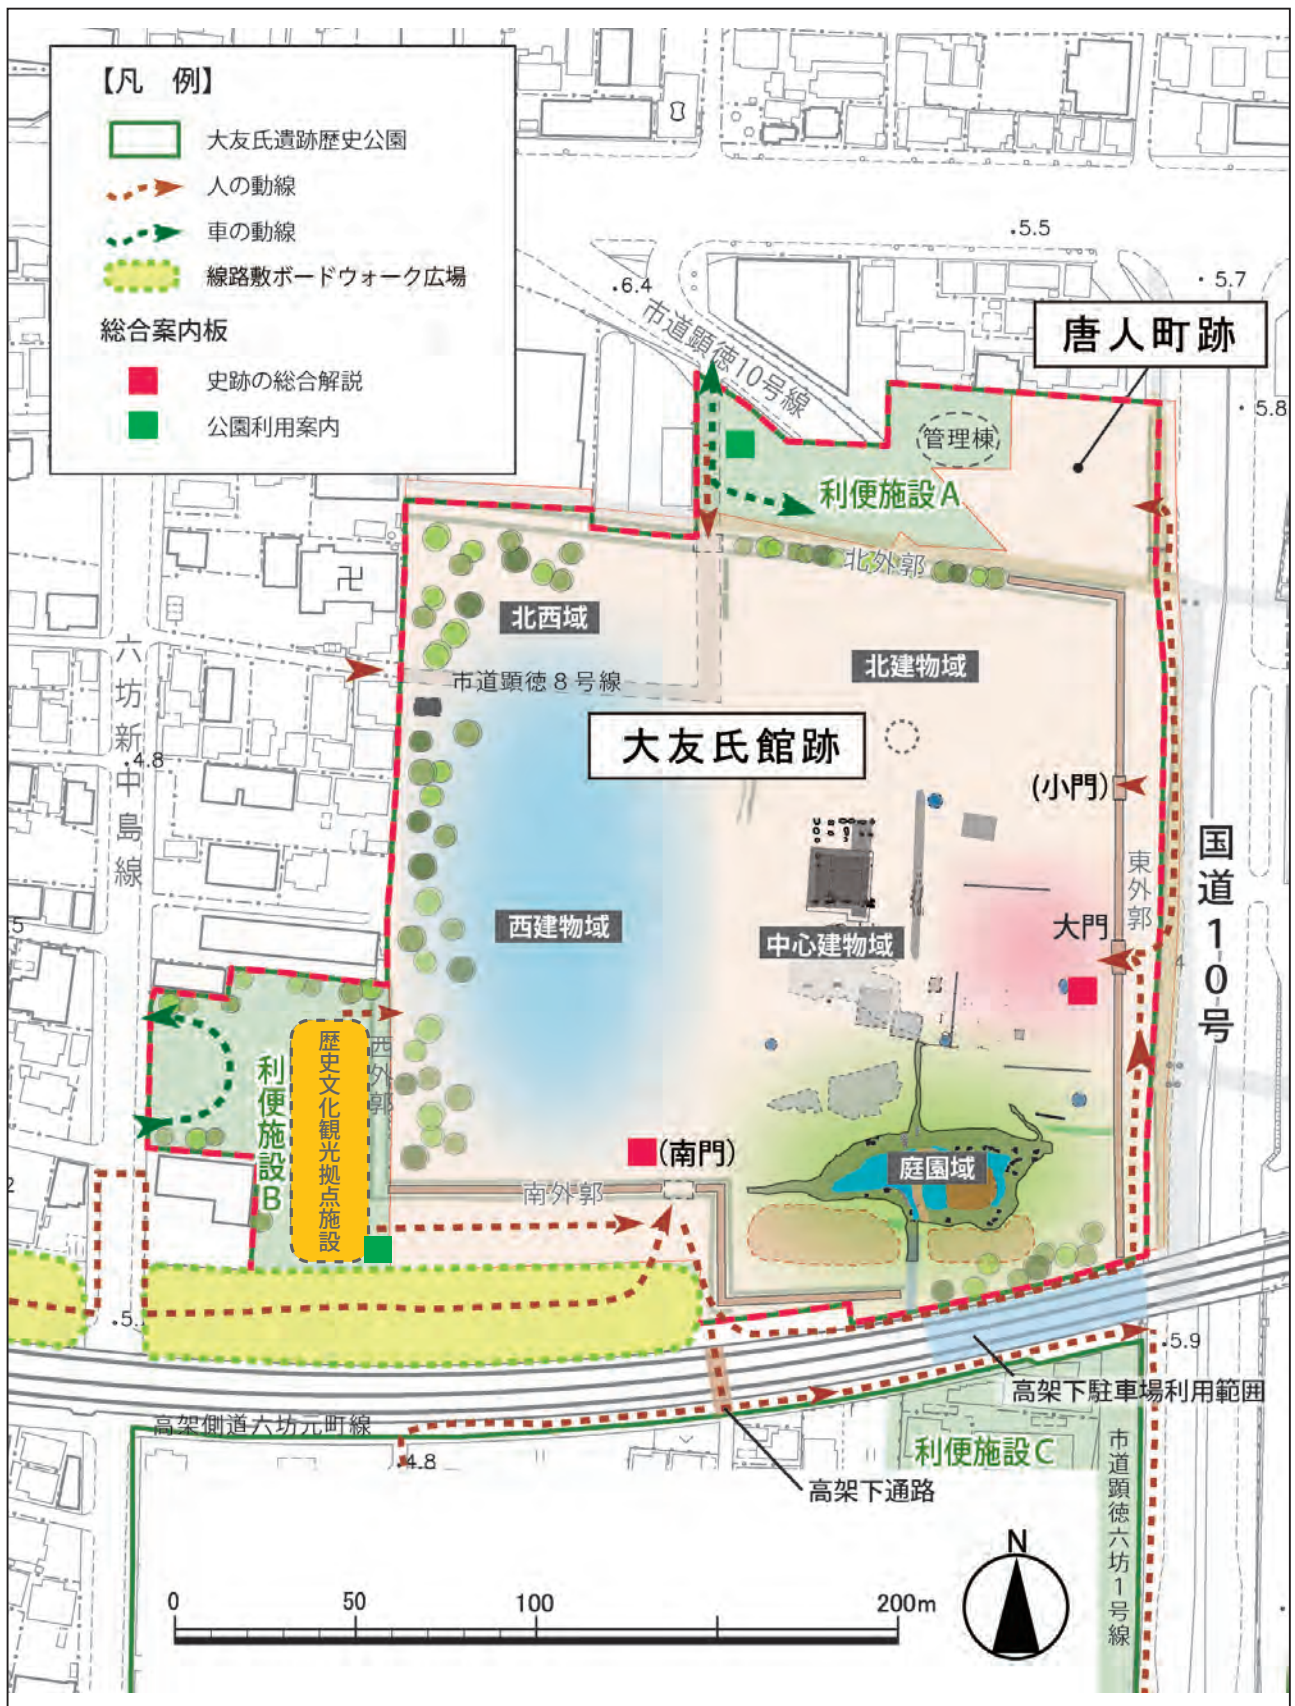 【凡 例】
大友氏遺跡歴史公園
人の動線
車の動線
線路敷ボードウォーク広場
総合案内板
史跡の総合解説
公園利用案内
.5.5
.6.4
.5.7
.5.8
市道顕徳10号線
唐人町跡
管理棟
利便施設A
北外郭
卍
北西域
北建物域
市道顕徳8号線
六坊新中島線
4.8
大友氏館跡
(小門)
国道10号
東外郭
大門
西建物域
中心建物域
5
4
歴史文化観光拠点施設
西外郭
利便施設B
(南門)
庭園域
南外郭
2
.5.
.5.9
高架下駐車場利用範囲
高架側道六坊元町線
4.8
利便施設C
高架下通路
市道顕徳六坊1号線
N
0 50 100 200m